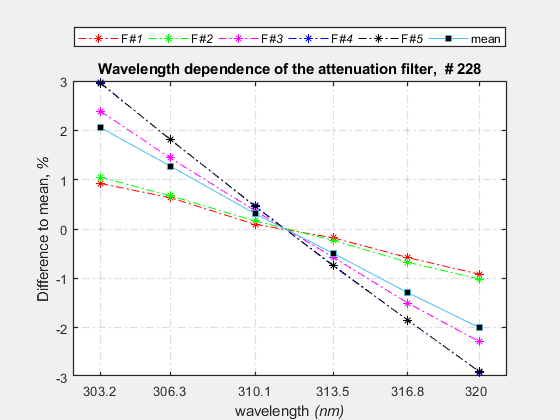 F#1 F#2 F#3 F#4 F#5 mean
Wavelength dependence of the attenuation filter, # 228
Difference to mean, %
3
2
1
0
-1
-2
-3
303.2 306.3 310.1 313.5 316.8 320
wavelength (nm)